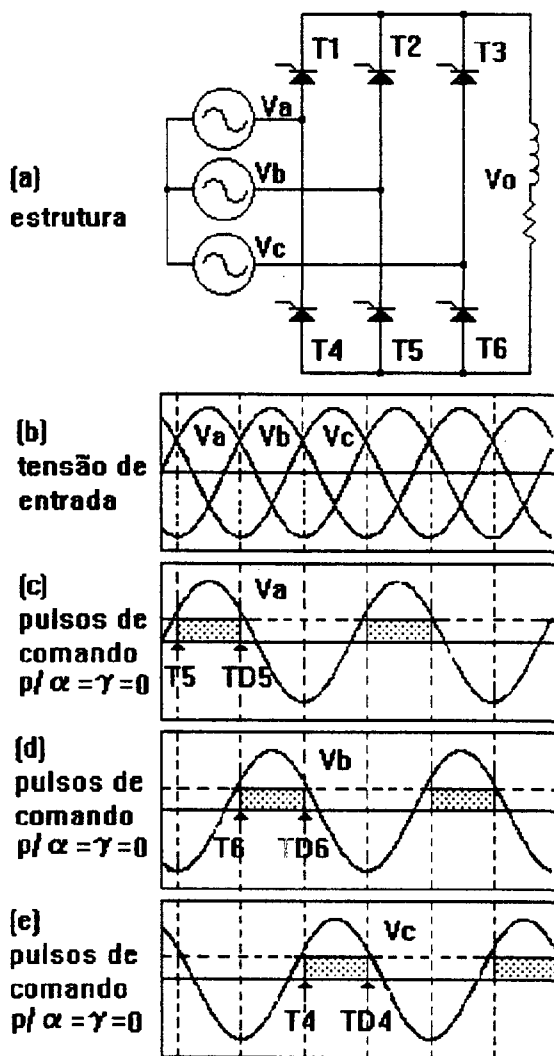 T1 T2 T3
Va
Vb
Vc
Vo
(a)
estrutura
T4 T5 T6
(b)
tensão de
entrada
Va Vb Vc
(c)
pulsos de
comando
p/ α =γ =0
Va
T5 TD5
(d)
pulsos de
comando
p/ α =γ =0
Vb
T6 TD6
(e)
pulsos de
comando
p/ α =γ =0
Vc
T4 TD4